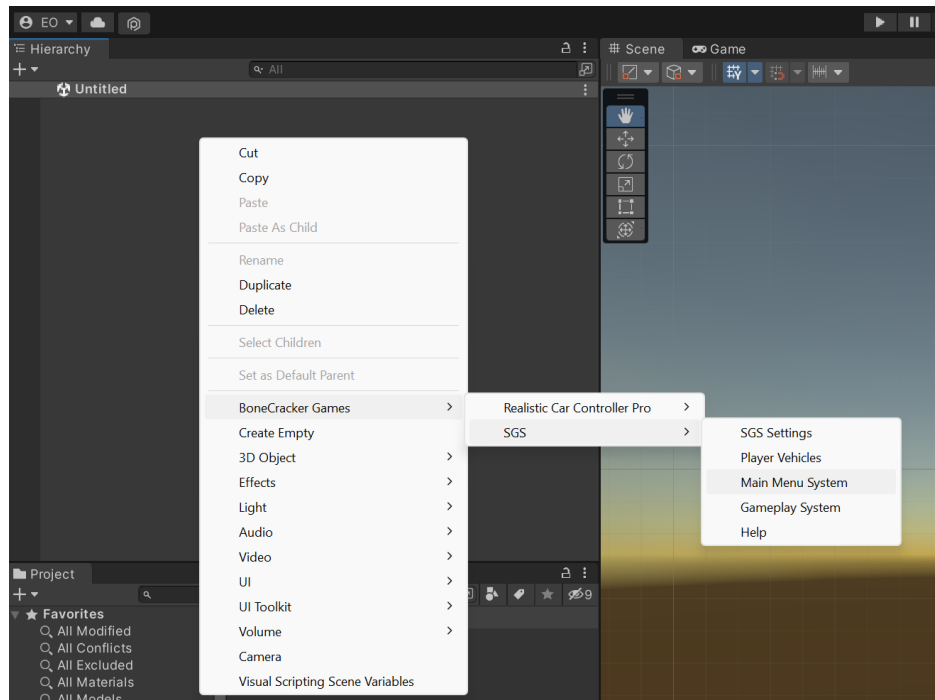 EO
Hierarchy
All
Untitled
Scene
Game
Cut
Copy
Paste
Paste As Child
Rename
Duplicate
Delete
Select Children
Set as Default Parent
BoneCracker Games
Create Empty
3D Object
Effects
Light
Audio
Video
UI
UI Toolkit
Volume
Camera
Visual Scripting Scene Variables
Realistic Car Controller Pro
SGS
SGS Settings
Player Vehicles
Main Menu System
Gameplay System
Help
Project
9
Favorites
All Modified
All Conflicts
All Excluded
All Materials
All Models